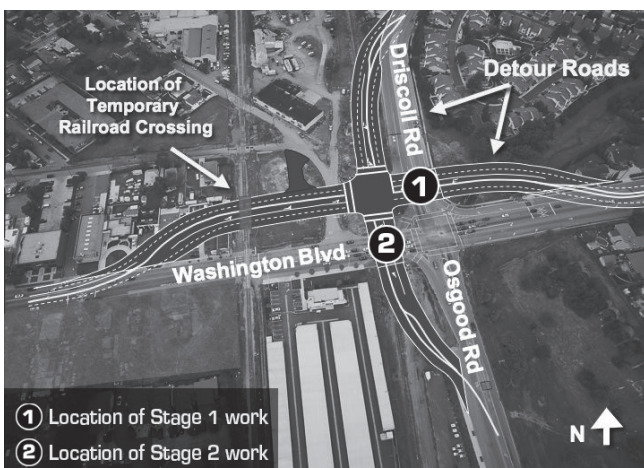 Location of
Temporary
Railroad Crossing
Driscoll Rd
Detour Roads
1
2
Washington Blvd
Osgood Rd
1 Location of Stage 1 work
2 Location of Stage 2 work
N